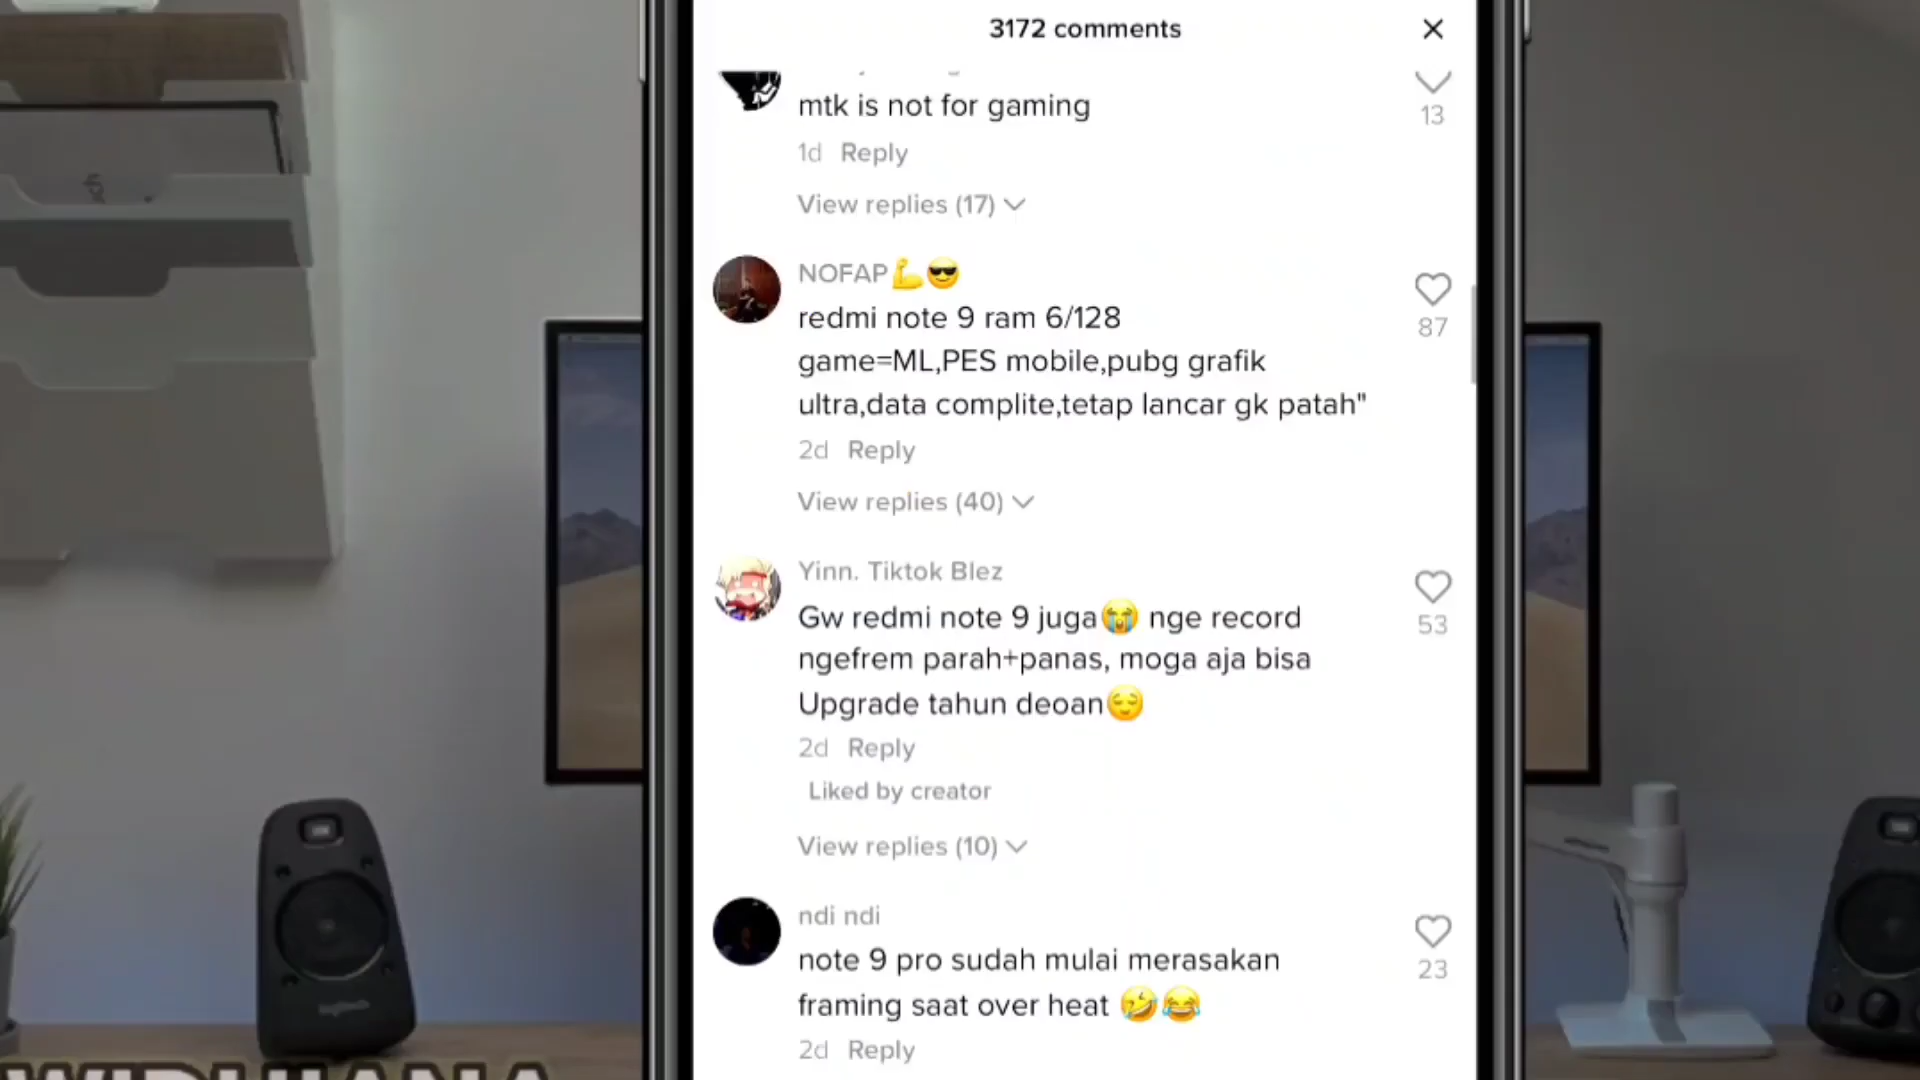 3172 comments
mtk is not for gaming
13
1d Reply
View replies (17)
NOFAP💪😎
redmi note 9 ram 6/128
87
game=ML,PES mobile,pubg grafik
ultra,data complite,tetap lancar gk patah"
2d Reply
View replies (40)
Yinn. Tiktok Blez
Gw redmi note 9 juga😭 nge record
53
ngefrem parah+panas, moga aja bisa
Upgrade tahun deoan😌
2d Reply
Liked by creator
View replies (10)
ndi ndi
note 9 pro sudah mulai merasakan
23
framing saat over heat 🤣😂
2d Reply
logitech